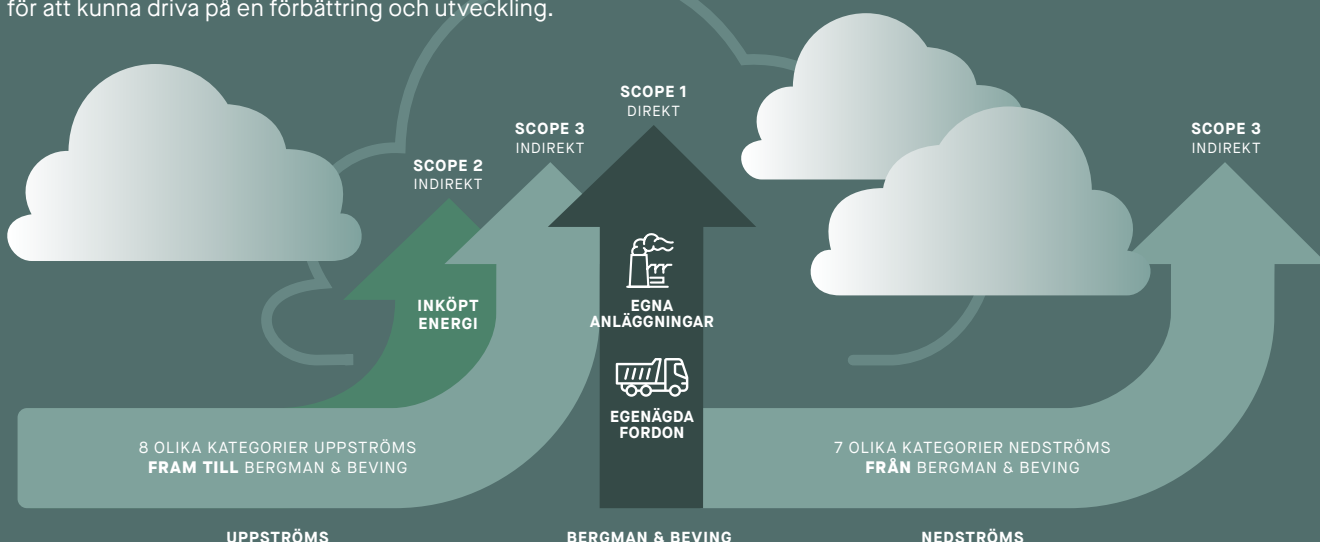 för att kunna driva på en förbättring och utveckling.
SCOPE 1
DIREKT
SCOPE 3
INDIREKT
SCOPE 2
INDIREKT
SCOPE 3
INDIREKT
INKÖPT
ENERGI
EGNA
ANLÄGGNINGAR
EGENÄGDA
FORDON
8 OLIKA KATEGORIER UPPSTRÖMS
FRAM TILL BERGMAN & BEVING
7 OLIKA KATEGORIER NEDSTRÖMS
FRÅN BERGMAN & BEVING
UPPSTRÖMS
BERGMAN & BEVING
NEDSTRÖMS